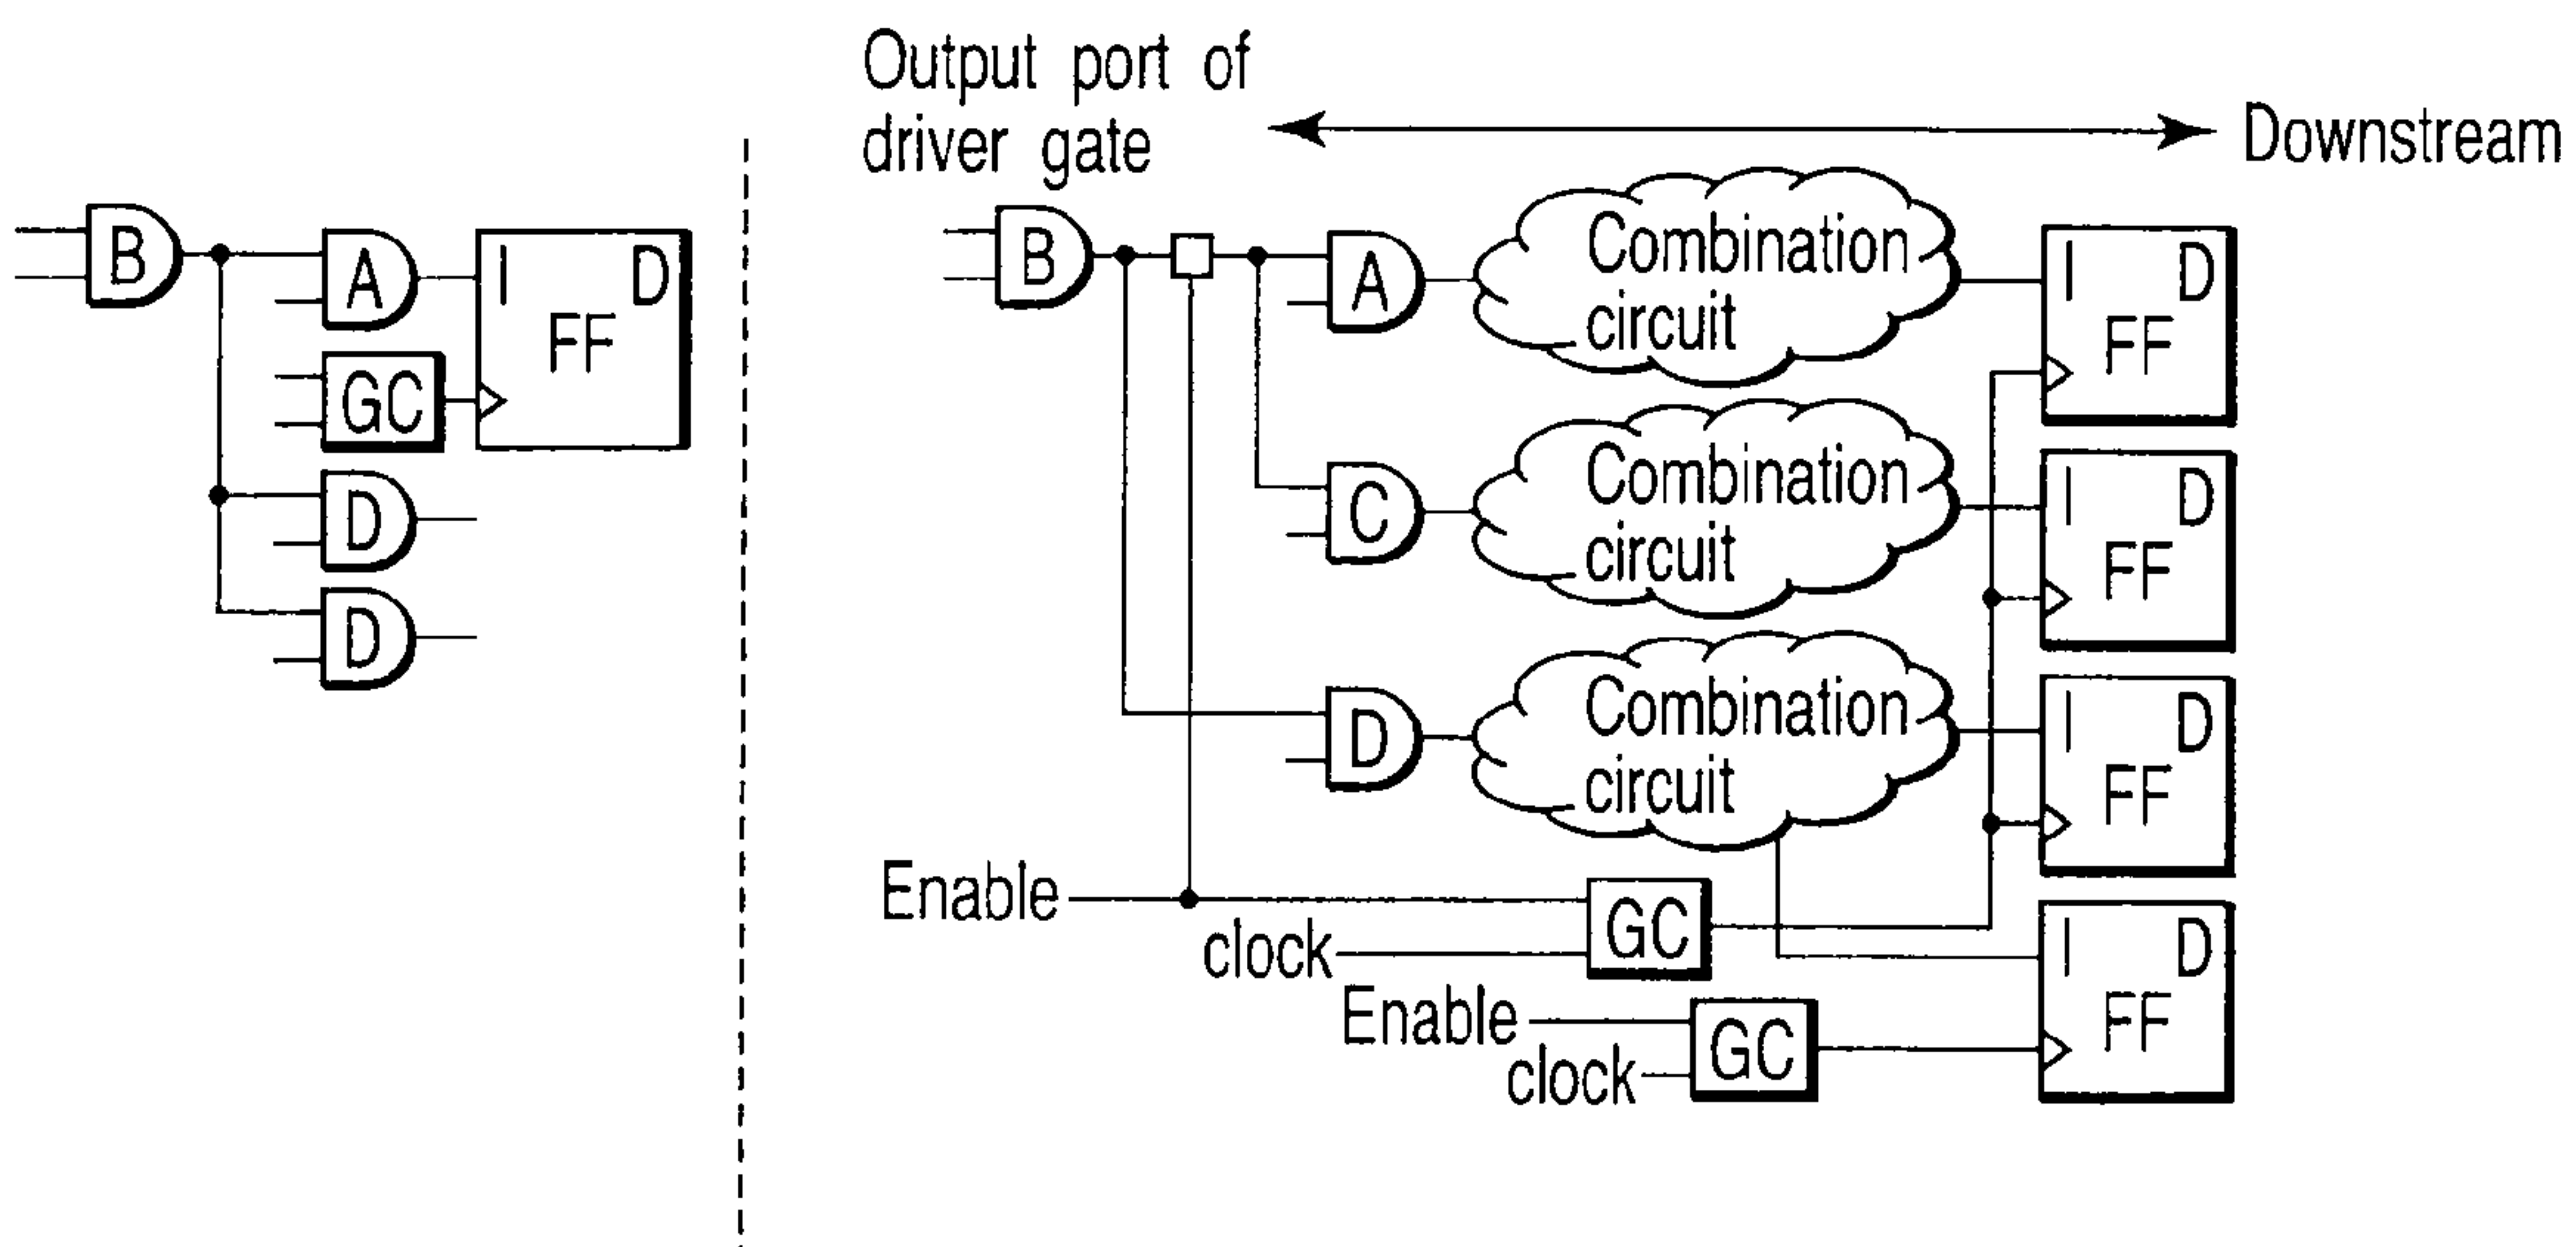 B
A
I
D
FF
GC
D
D
Output port of
driver gate
Downstream
B
A
Combination
circuit
I
D
FF
C
Combination
circuit
I
D
FF
D
Combination
circuit
I
D
FF
Enable
clock
GC
I
D
FF
Enable
clock
GC